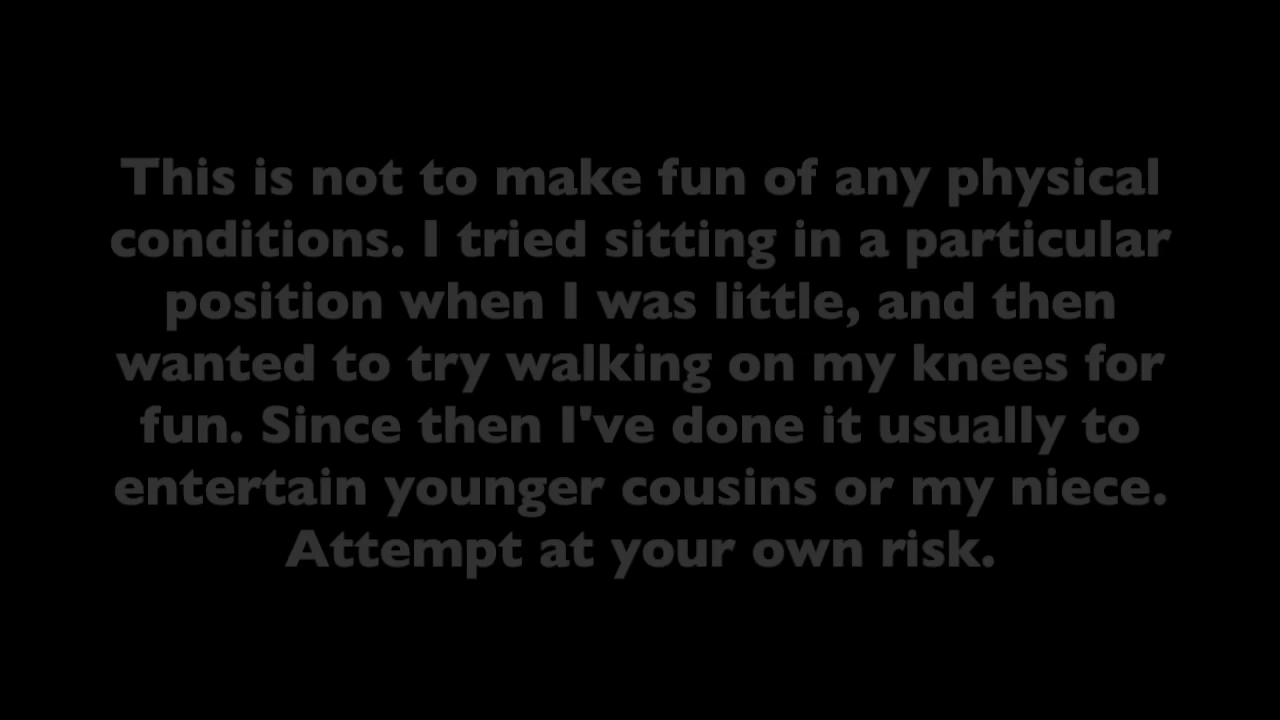 This is not to make fun of any physical
conditions. I tried sitting in a particular
position when I was little, and then
wanted to try walking on my knees for
fun. Since then I've done it usually to
entertain younger cousins or my niece.
Attempt at your own risk.